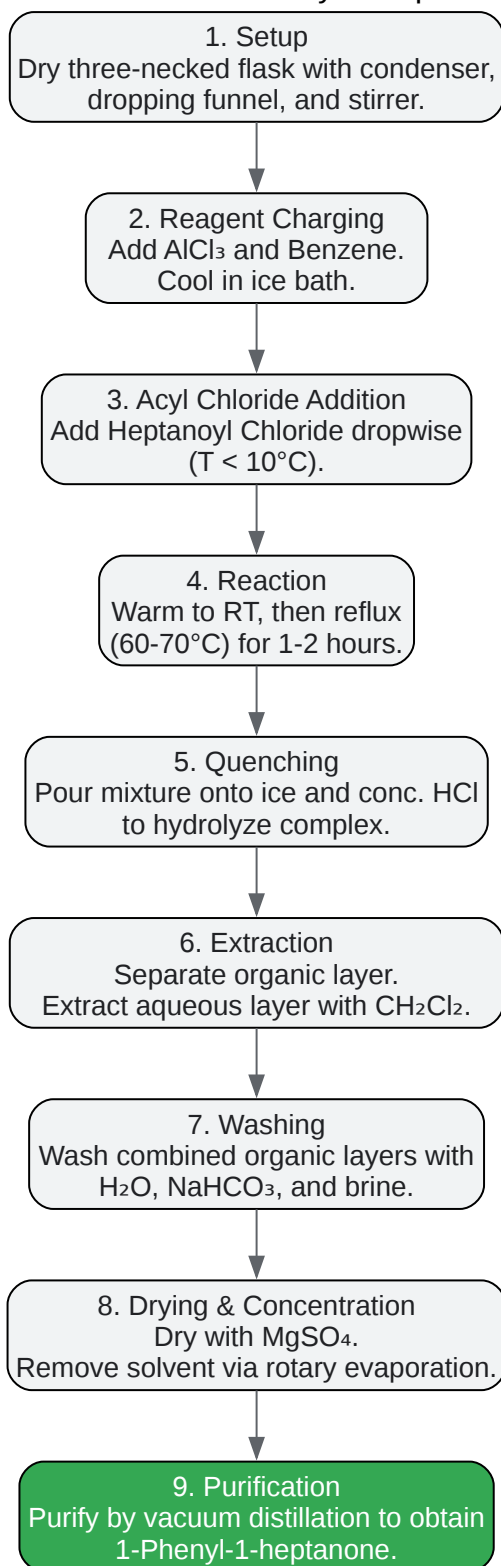 1. Setup
Dry three-necked flask with condenser,
dropping funnel, and stirrer.
2. Reagent Charging
Add AlCl₃ and Benzene.
Cool in ice bath.
3. Acyl Chloride Addition
Add Heptanoyl Chloride dropwise
(T < 10°C).
4. Reaction
Warm to RT, then reflux
(60-70°C) for 1-2 hours.
5. Quenching
Pour mixture onto ice and conc. HCl
to hydrolyze complex.
6. Extraction
Separate organic layer.
Extract aqueous layer with CH₂Cl₂.
7. Washing
Wash combined organic layers with
H₂O, NaHCO₃, and brine.
8. Drying & Concentration
Dry with MgSO₄.
Remove solvent via rotary evaporation.
9. Purification
Purify by vacuum distillation to obtain
1-Phenyl-1-heptanone.